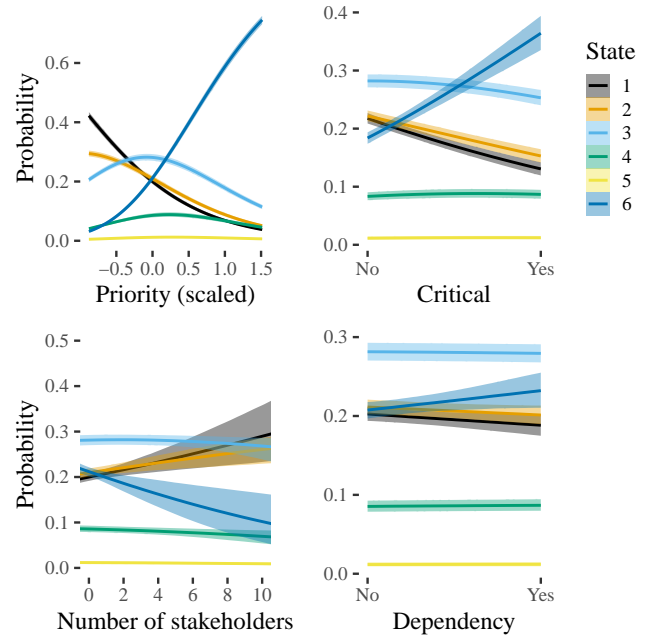 Probability
0.6
0.4
0.2
0.0
−0.5 0.0 0.5 1.0 1.5
Priority (scaled)
0.4
0.3
0.2
0.1
0.0
No Yes
Critical
State
1
2
3
4
5
6
Probability
0.5
0.4
0.3
0.2
0.1
0.0
0 2 4 6 8 10
Number of stakeholders
0.3
0.2
0.1
0.0
No Yes
Dependency